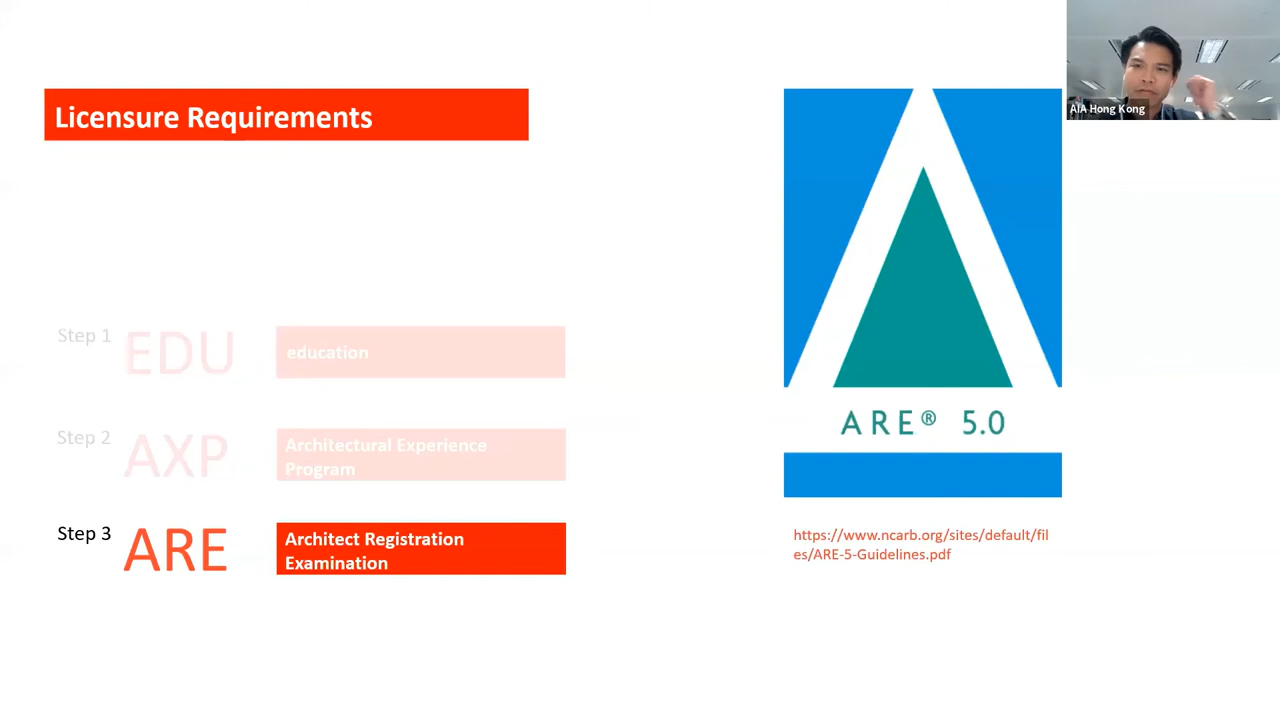 Licensure Requirements
AIA Hong Kong
Step 1
EDU
education
Step 2
AXP
Architectural Experience
Program
Step 3
ARE
Architect Registration
Examination
ARE® 5.0
https://www.ncarb.org/sites/default/fil
es/ARE-5-Guidelines.pdf